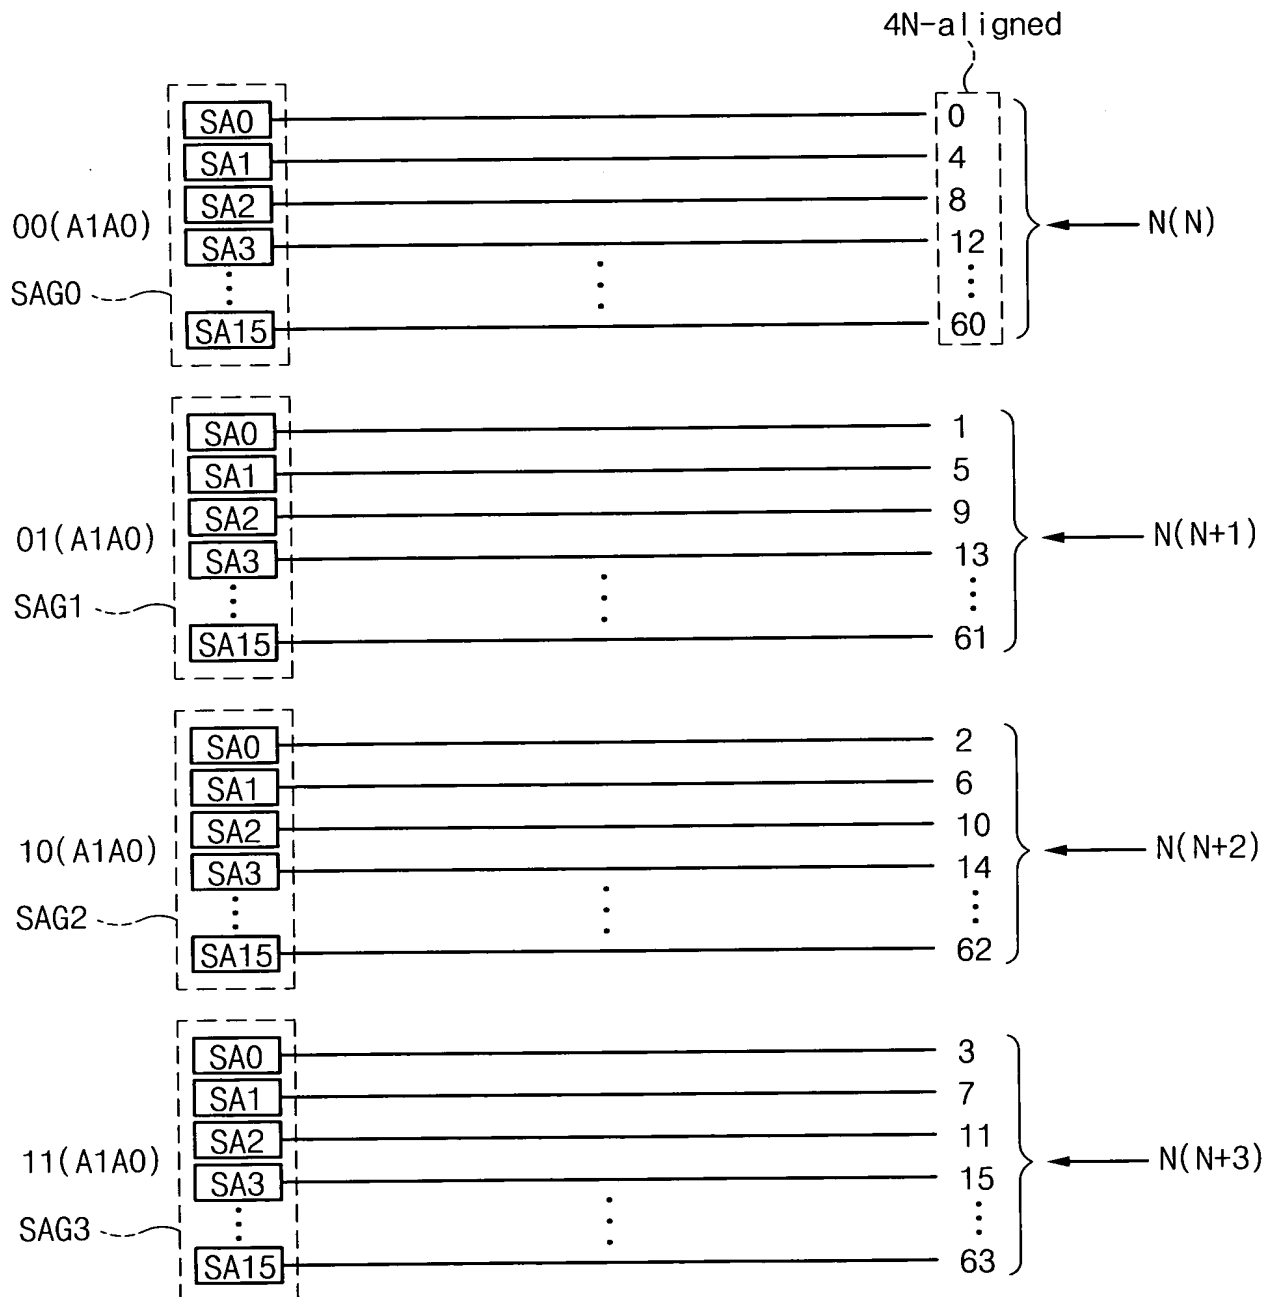 4N-aligned
SA0 0
SA1 4
SA2 8
00(A1A0) N(N)
SA3 12
SAG0
SA15 60
SA0 1
SA1 5
SA2 9
01(A1A0) N(N+1)
SA3 13
SAG1
SA15 61
SA0 2
SA1 6
SA2 10
10(A1A0) N(N+2)
SA3 14
SAG2
SA15 62
SA0 3
SA1 7
SA2 11
11(A1A0) N(N+3)
SA3 15
SAG3
SA15 63